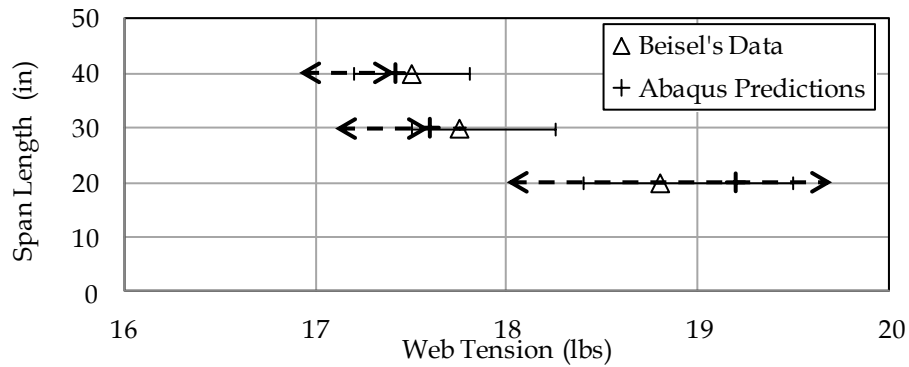 50
40
30
20
10
0
Span Length (in)
Beisel's Data
Abaqus Predictions
16 17 18 19 20
Web Tension (lbs)